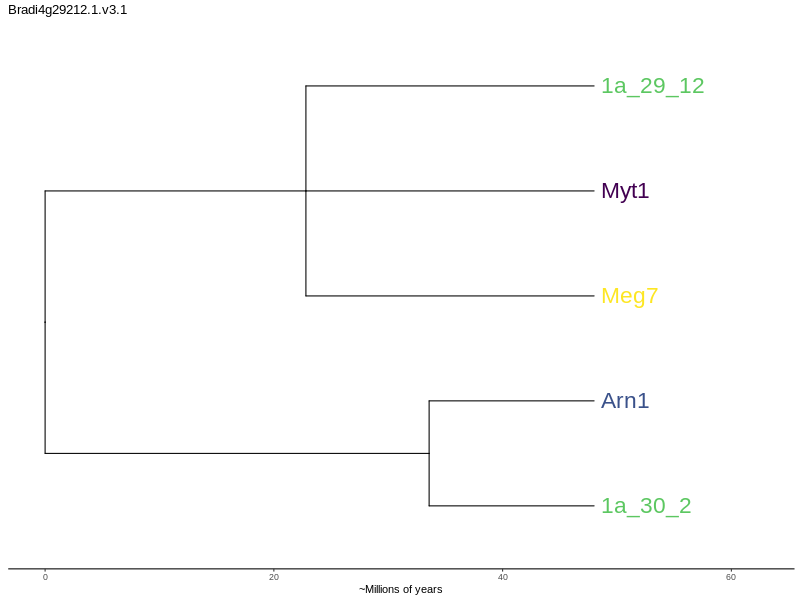 Bradi4g29212.1.v3.1
1a_29_12
Myt1
Meg7
Arn1
1a_30_2
0 20 40 60
~Millions of years